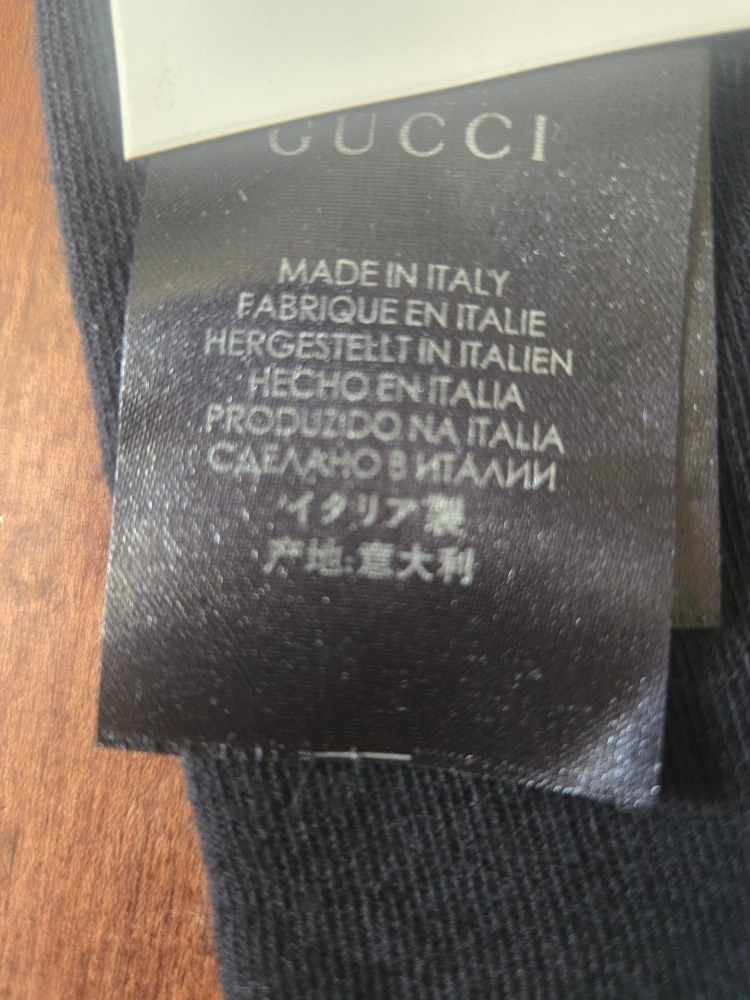 GUCCI
MADE IN ITALY
FABRIQUE EN ITALIE
HERGESTELLT IN ITALIEN
HECHO EN ITALIA
PRODUZIDO NA ITALIA
СДЕЛАНО В ИТАЛИИ
イタリア製
产地:意大利